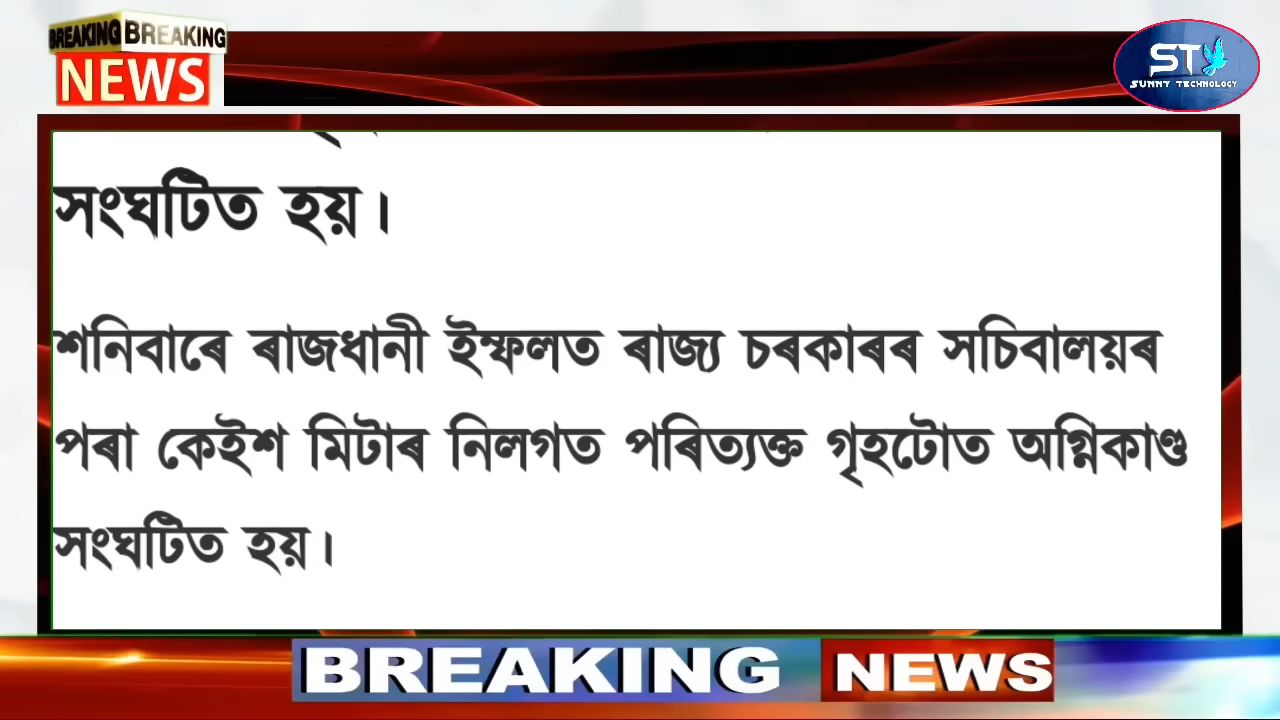 BREAKING BREAKING
NEWS
ST
SUNNY TECHNOLOGY
সংঘটিত হয়।
শনিবাৰে ৰাজধানী ইম্ফলত ৰাজ্য চৰকাৰৰ সচিবালয়ৰ
পৰা কেইশ মিটাৰ নিলগত পৰিত্যক্ত গৃহটোত অগ্নিকাণ্ড
সংঘটিত হয়।
BREAKING NEWS